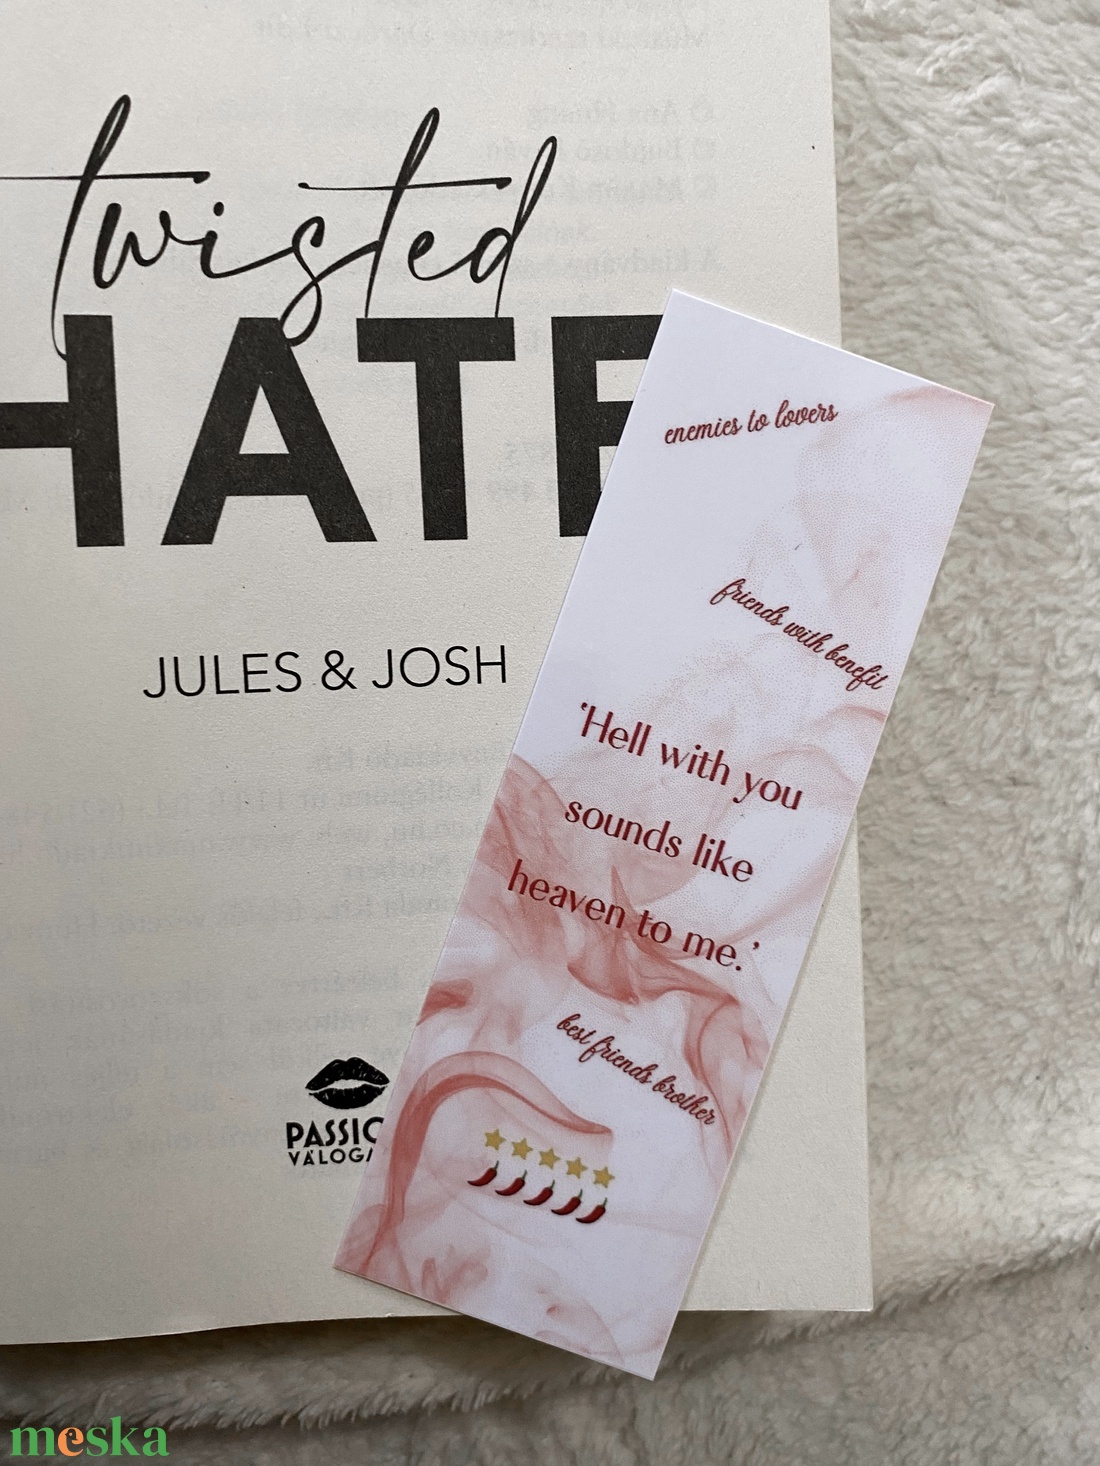 twisted
HATE
JULES & JOSH
PASSIO
VÁLOGA
enemies to lovers
friends with benefit
'Hell with you
sounds like
heaven to me.'
best friends brother
meska